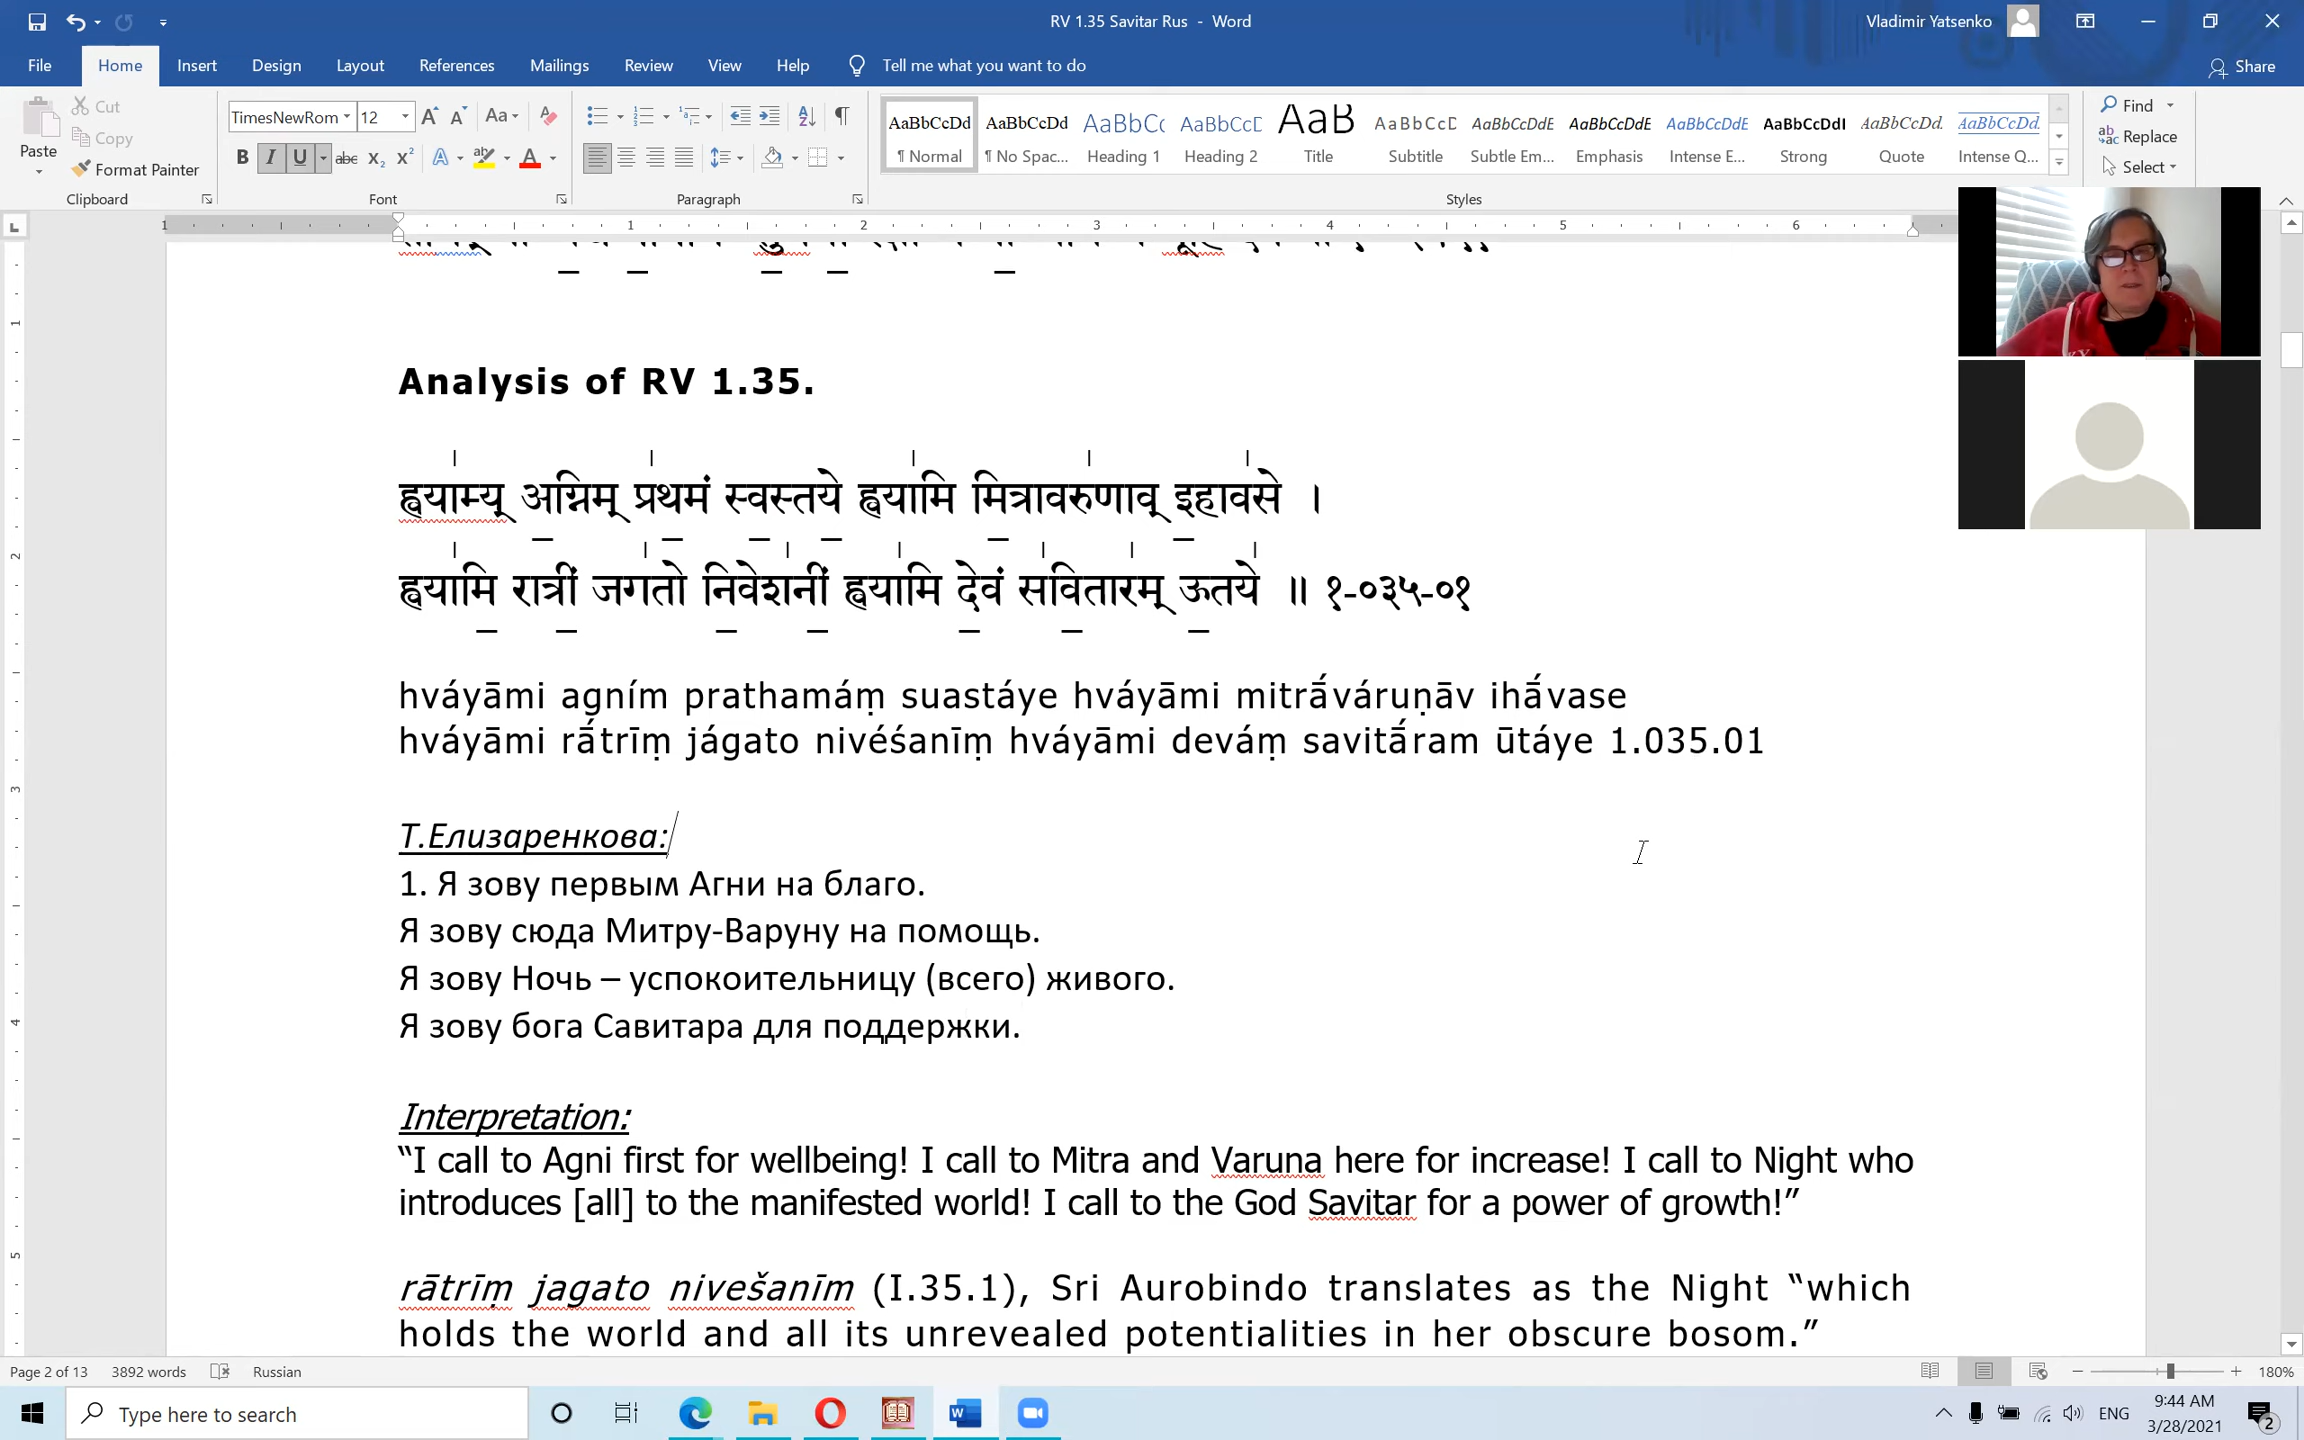 RV 1.35 Savitar Rus - Word
Vladimir Yatsenko
File Home Insert Design Layout References Mailings Review View Help Tell me what you want to do Share
Paste
Cut
Copy
Format Painter
Clipboard
TimesNewRom 12
Font
Paragraph
AaBbCcDd AaBbCcDd AaBbCc AaBbCcD AaB AaBbCcD AaBbCcDdE AaBbCcDdE AaBbCcDdE AaBbCcDdI AaBbCcDd. AaBbCcDd.
¶ Normal ¶ No Spac... Heading 1 Heading 2 Title Subtitle Subtle Em... Emphasis Intense E... Strong Quote Intense Q...
Styles
Find
Replace
Select
Analysis of RV 1.35.
ह्वयाम्य् अग्निम् प्रथमं स्वस्तये ह्वयामि मित्रावरुणाव् इहावसे ।
ह्वयामि रात्रीं जगतो निवेशनीं ह्वयामि देवं सवितारम् ऊतये ॥ १-०३५-०१
hváyāmi agním prathamáṃ suastáye hváyāmi mitrā́váruṇāv ihā́vase
hváyāmi rā́trīṃ jágato nivéśanīṃ hváyāmi deváṃ savitā́ram ūtáye 1.035.01
Т.Елизаренкова:
1. Я зову первым Агни на благо.
Я зову сюда Митру-Варуну на помощь.
Я зову Ночь – успокоительницу (всего) живого.
Я зову бога Савитара для поддержки.
Interpretation:
“I call to Agni first for wellbeing! I call to Mitra and Varuna here for increase! I call to Night who
introduces [all] to the manifested world! I call to the God Savitar for a power of growth!”
rātrīṃ jagato nivešanīm (I.35.1), Sri Aurobindo translates as the Night “which
holds the world and all its unrevealed potentialities in her obscure bosom.”
Page 2 of 13 3892 words Russian 180%
Type here to search
ENG
9:44 AM
3/28/2021
2